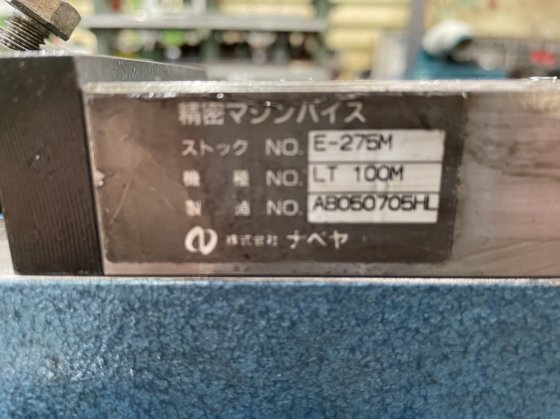 精密マシンバイス
ストック NO. E-275M
機 種 NO. LT 100M
製 造 NO. AB050705HL
株式会社 ナベヤ